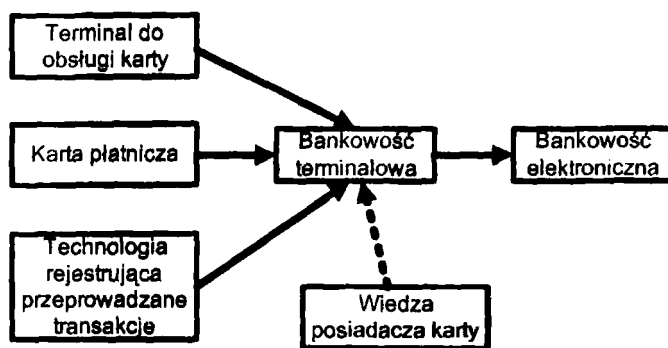 Terminal do
obsługi karty
Karta płatnicza
Bankowość
terminalowa
Bankowość
elektroniczna
Technologia
rejestrująca
przeprowadzane
transakcje
Wiedza
posiadacza karty